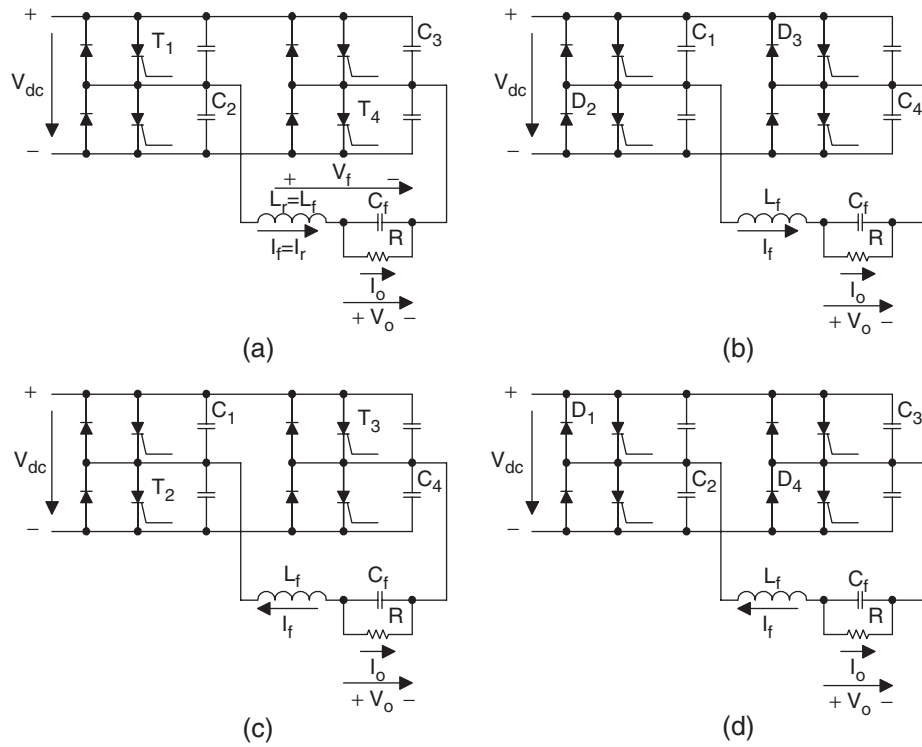 + T1 C3
Vdc
C2 T4
−
+ Vf −
Lr=Lf Cf
If=Ir R
Io
+ Vo −
(a)
+ C1 D3
Vdc
D2 C4
−
Lf Cf
If R
Io
+ Vo −
(b)
+ C1 T3
Vdc
T2 C4
−
Lf Cf
If R
Io
+ Vo −
(c)
+ D1 C3
Vdc
C2 D4
−
Lf Cf
If R
Io
+ Vo −
(d)